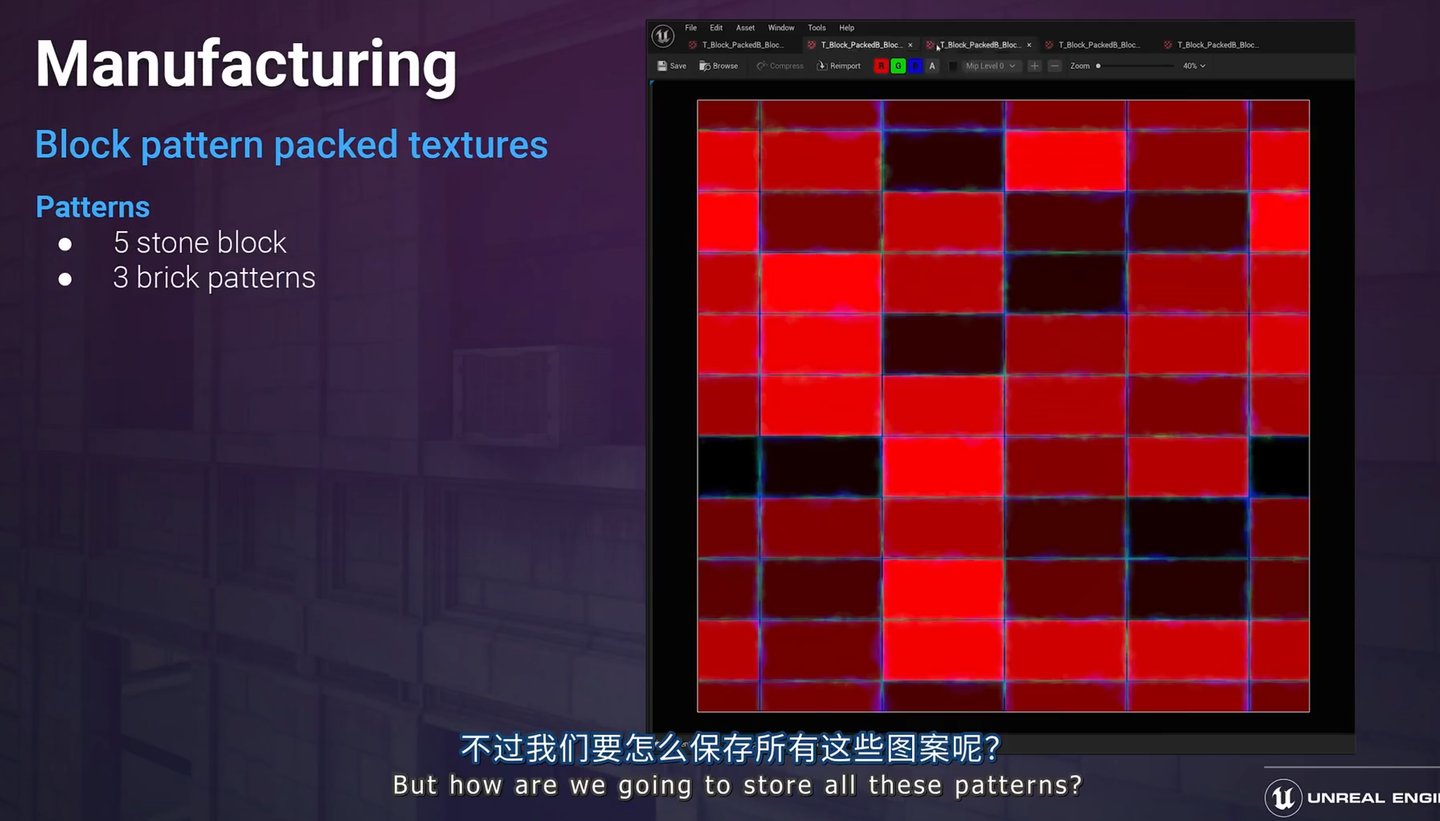 Manufacturing
Block pattern packed textures
Patterns
● 5 stone block
● 3 brick patterns
File Edit Asset Window Tools Help
T_Block_PackedB_Bloc... T_Block_PackedB_Bloc... × T_Block_PackedB_Bloc... × T_Block_PackedB_Bloc... T_Block_PackedB_Bloc...
Save Browse Compress Reimport R G B A Mip Level 0 Zoom 40%
不过我们要怎么保存所有这些图案呢？
But how are we going to store all these patterns?
UNREAL ENGI